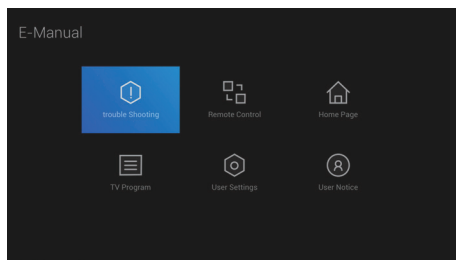 E-Manual
trouble Shooting
Remote Control
Home Page
TV Program
User Settings
User Notice